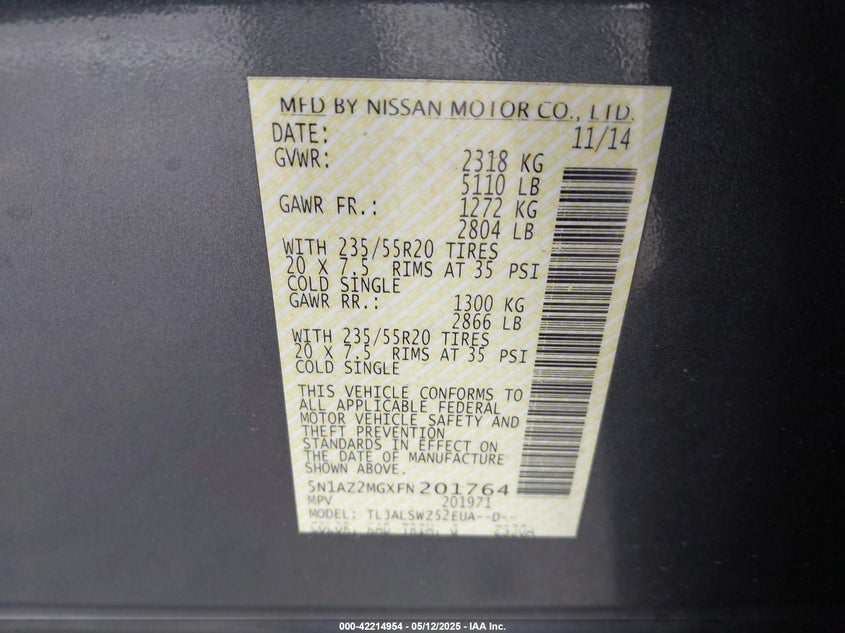 MFD BY NISSAN MOTOR CO., LTD.
DATE: 11/14
GVWR: 2318 KG
5110 LB
GAWR FR.: 1272 KG
2804 LB
WITH 235/55R20 TIRES
20 X 7.5 RIMS AT 35 PSI
COLD SINGLE
GAWR RR.: 1300 KG
2866 LB
WITH 235/55R20 TIRES
20 X 7.5 RIMS AT 35 PSI
COLD SINGLE
THIS VEHICLE CONFORMS TO
ALL APPLICABLE FEDERAL
MOTOR VEHICLE SAFETY AND
THEFT PREVENTION
STANDARDS IN EFFECT ON
THE DATE OF MANUFACTURE
SHOWN ABOVE.
5N1AZ2MGXFN201764
MPV 201971
MODEL: TLJALSWZ52EUA--D--
COLOR: KAD TRIM: G
000-42214954 - 05/12/2025 - IAA Inc.